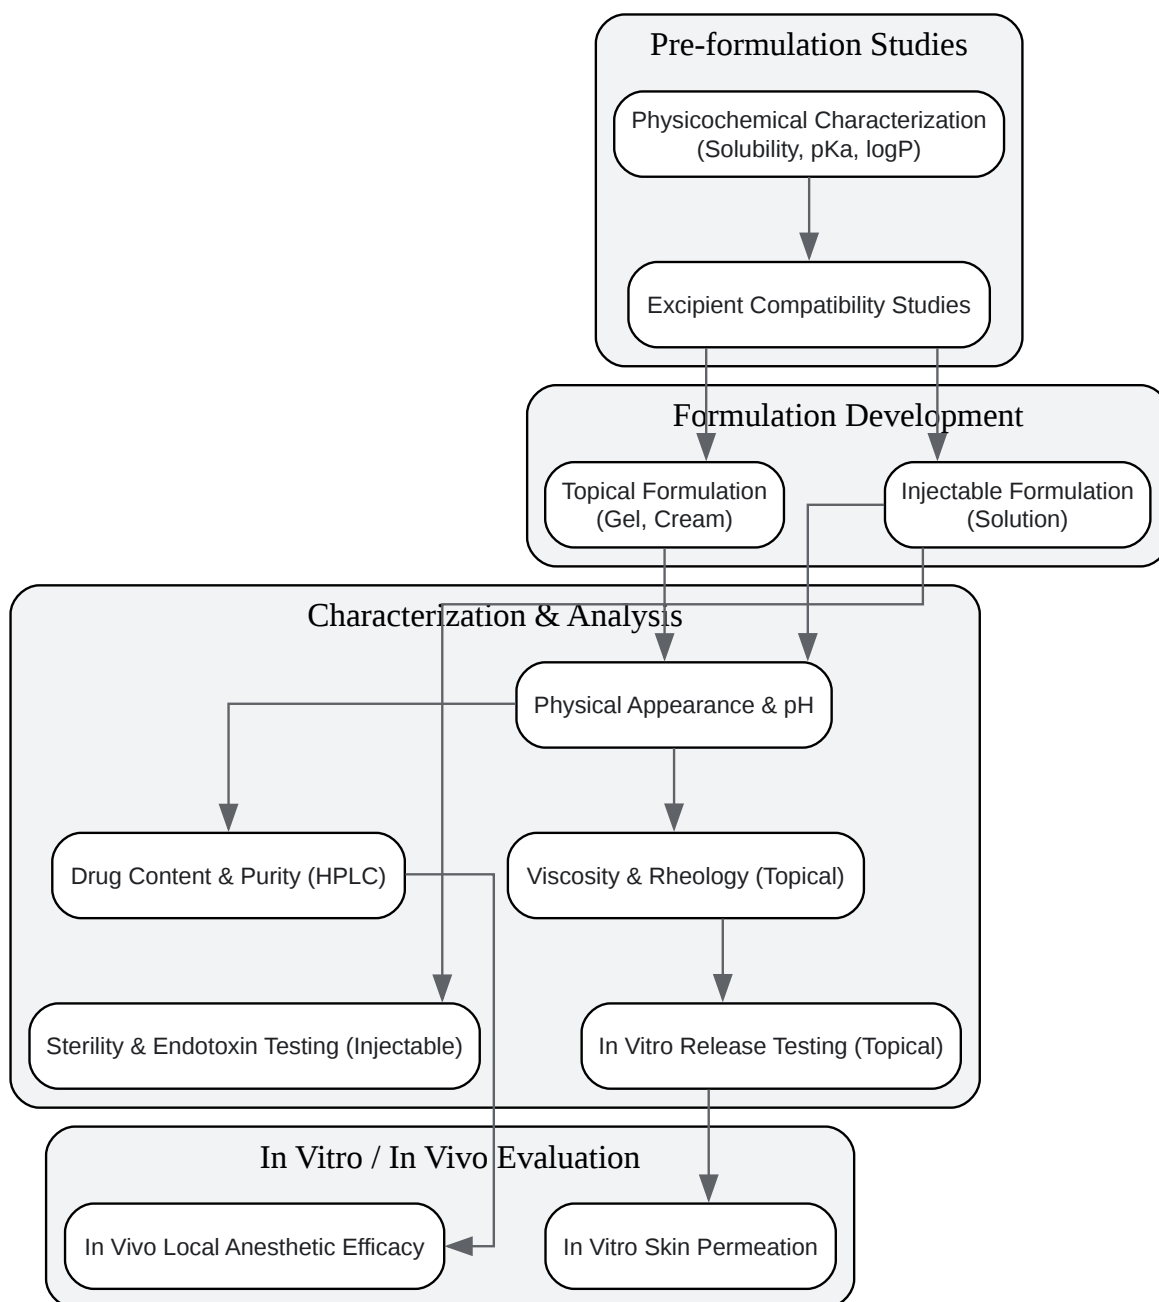 Pre-formulation Studies
Physicochemical Characterization
(Solubility, pKa, logP)
Excipient Compatibility Studies
Formulation Development
Topical Formulation
(Gel, Cream)
Injectable Formulation
(Solution)
Characterization & Analysis
Physical Appearance & pH
Drug Content & Purity (HPLC)
Viscosity & Rheology (Topical)
Sterility & Endotoxin Testing (Injectable)
In Vitro Release Testing (Topical)
In Vitro / In Vivo Evaluation
In Vivo Local Anesthetic Efficacy
In Vitro Skin Permeation